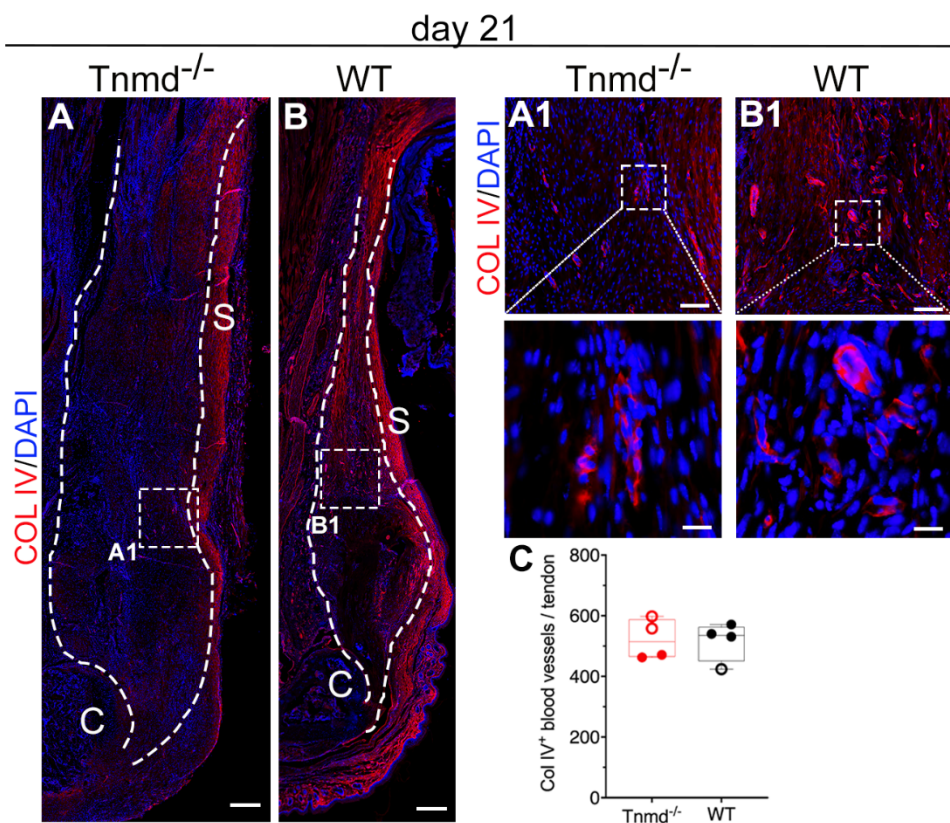 day 21
Tnmd-/- WT Tnmd-/- WT
A B A1 B1
COL IV/DAPI
COL IV/DAPI
S
S
A1
B1
C
C
C
Col IV+ blood vessels / tendon
800
600
400
200
0
Tnmd-/- WT